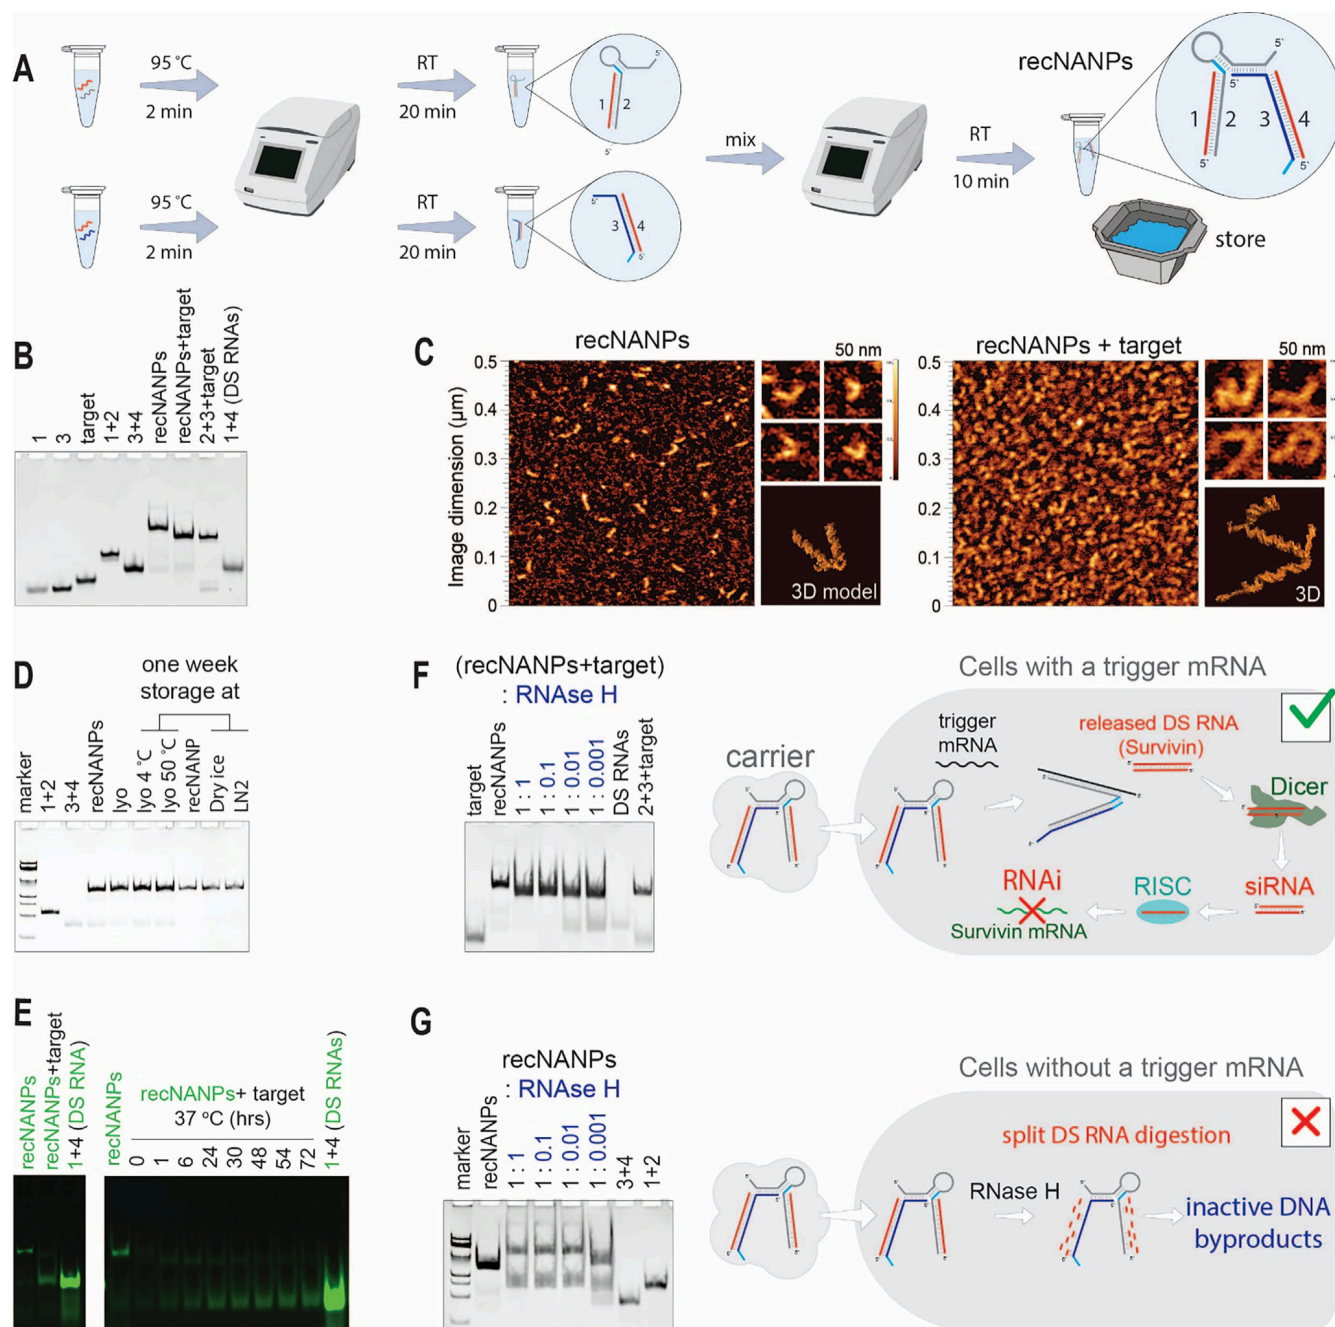 A
95 °C
2 min
RT
20 min
5'
1
2
5'
95 °C
2 min
RT
20 min
5'
3
4
5'
mix
RT
10 min
recNANPs
5'
5'
1
2
3
4
5'
5'
store
B
1
3
target
1+2
3+4
recNANPs
recNANPs+target
2+3+target
1+4 (DS RNAs)
C
recNANPs
50 nm
Image dimension (µm)
0.5
0.4
0.3
0.2
0.1
0
3D model
recNANPs + target
50 nm
0.5
0.4
0.3
0.2
0.1
0
3D
D
one week
storage at
marker
1+2
3+4
recNANPs
lyo
lyo 4 °C
lyo 50 °C
recNANP
Dry ice
LN2
E
recNANPs
recNANPs+target
1+4 (DS RNA)
recNANPs
recNANPs+ target
37 °C (hrs)
0
1
6
24
30
48
54
72
1+4 (DS RNAs)
F
(recNANPs+target)
: RNAse H
target
recNANPs
1 : 1
1 : 0.1
1 : 0.01
1 : 0.001
DS RNAs
2+3+target
carrier
Cells with a trigger mRNA
trigger
mRNA
released DS RNA
(Survivin)
Dicer
siRNA
RISC
RNAi
Survivin mRNA
G
recNANPs
: RNAse H
marker
recNANPs
1 : 1
1 : 0.1
1 : 0.01
1 : 0.001
3+4
1+2
Cells without a trigger mRNA
split DS RNA digestion
RNase H
inactive DNA
byproducts